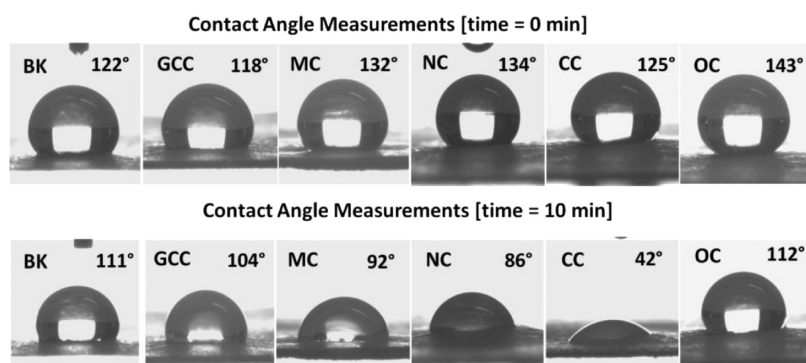 Contact Angle Measurements [time = 0 min]
BK 122° GCC 118° MC 132° NC 134° CC 125° OC 143°
Contact Angle Measurements [time = 10 min]
BK 111° GCC 104° MC 92° NC 86° CC 42° OC 112°